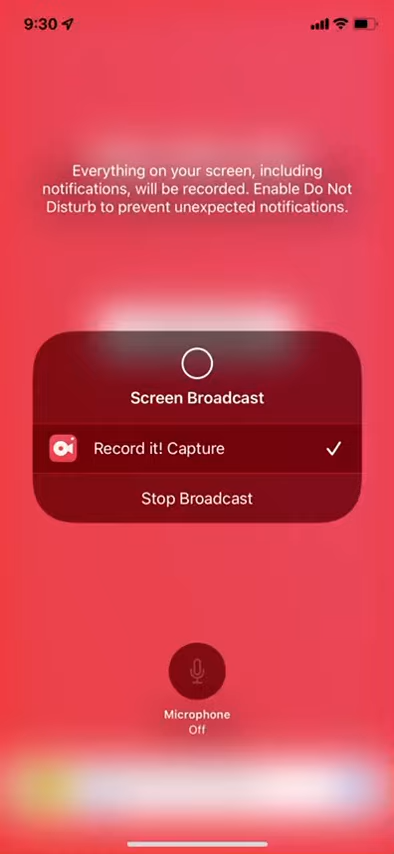 9:30
Everything on your screen, including
notifications, will be recorded. Enable Do Not
Disturb to prevent unexpected notifications.
Screen Broadcast
Record it! Capture
Stop Broadcast
Microphone
Off